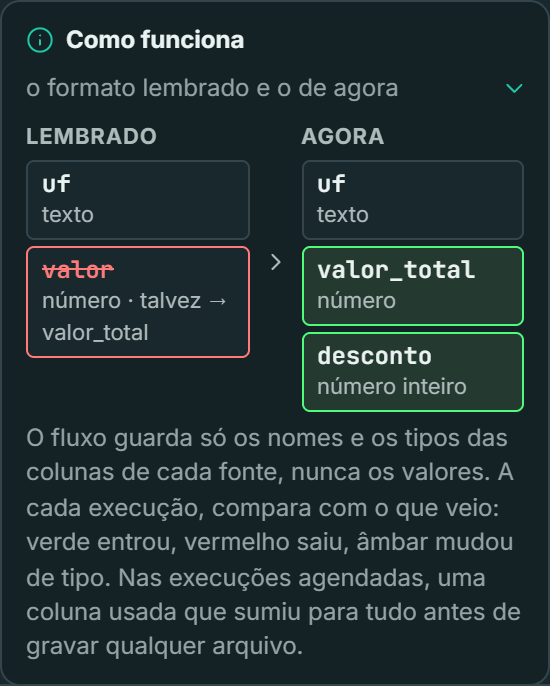 Como funciona
o formato lembrado e o de agora
LEMBRADO
uf
texto
valor
número · talvez →
valor_total
AGORA
uf
texto
valor_total
número
desconto
número inteiro
O fluxo guarda só os nomes e os tipos das
colunas de cada fonte, nunca os valores. A
cada execução, compara com o que veio:
verde entrou, vermelho saiu, âmbar mudou
de tipo. Nas execuções agendadas, uma
coluna usada que sumiu para tudo antes de
gravar qualquer arquivo.